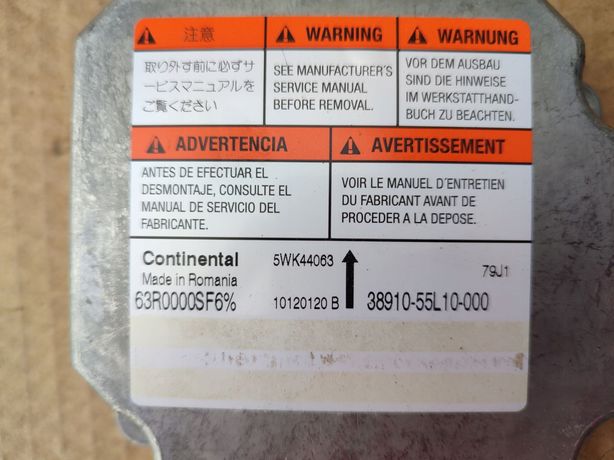 注意
取り外す前に必ずサ
ービスマニュアルを
ご覧ください
WARNING
SEE MANUFACTURER'S
SERVICE MANUAL
BEFORE REMOVAL.
WARNUNG
VOR DEM AUSBAU
SIND DIE HINWEISE
IM WERKSTATTHAND-
BUCH ZU BEACHTEN.
ADVERTENCIA
ANTES DE EFECTUAR EL
DESMONTAJE, CONSULTE EL
MANUAL DE SERVICIO DEL
FABRICANTE.
AVERTISSEMENT
VOIR LE MANUEL D'ENTRETIEN
DU FABRICANT AVANT DE
PROCEDER A LA DEPOSE.
Continental 5WK44063 79J1
Made in Romania
63R0000SF6% 10120120 B 38910-55L10-000